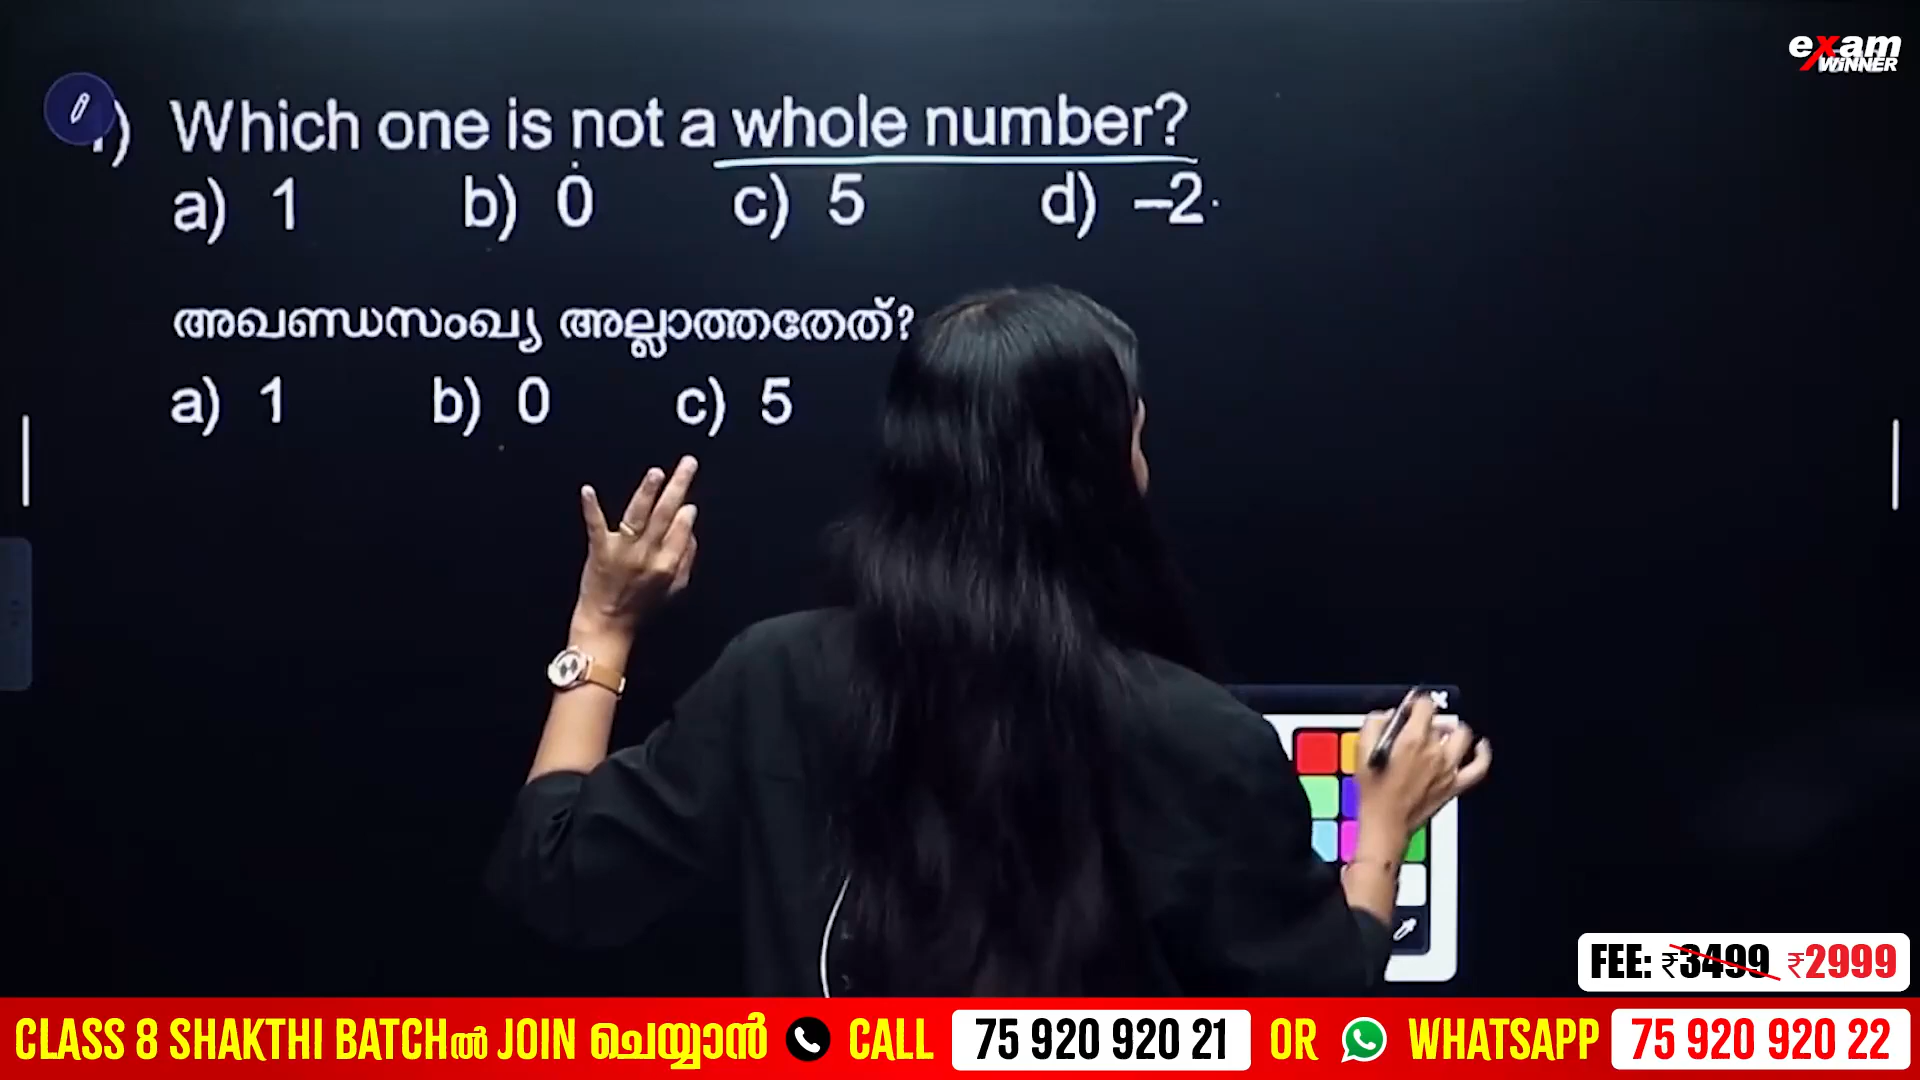 exam
WINNER
1) Which one is not a whole number?
a) 1 b) 0 c) 5 d) –2
അഖണ്ഡസംഖ്യ അല്ലാത്തതേത്?
a) 1 b) 0 c) 5
FEE: ₹3499 ₹2999
CLASS 8 SHAKTHI BATCHൽ JOIN ചെയ്യാൻ CALL 75 920 920 21 OR WHATSAPP 75 920 920 22